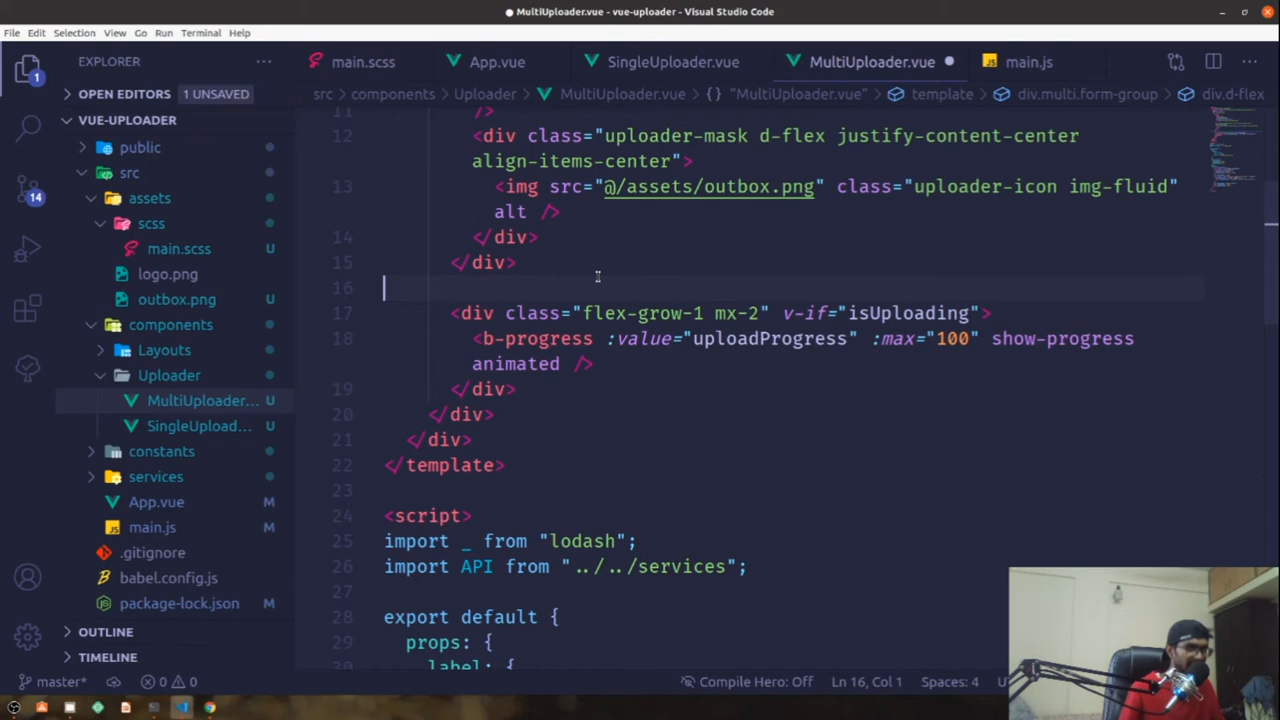 MultiUploader.vue - vue-uploader - Visual Studio Code
File Edit Selection View Go Run Terminal Help
EXPLORER
main.scss App.vue SingleUploader.vue MultiUploader.vue main.js
OPEN EDITORS 1 UNSAVED
src > components > Uploader > MultiUploader.vue > {} "MultiUploader.vue" > template > div.multi.form-group > div.d-flex
VUE-UPLOADER
public
src
assets
scss
main.scss U
logo.png
outbox.png U
components
Layouts
Uploader
MultiUploader... U
SingleUpload... U
constants
services
App.vue M
main.js M
.gitignore
babel.config.js
package-lock.json M
OUTLINE
TIMELINE
1
14
11 />
12 <div class="uploader-mask d-flex justify-content-center
align-items-center">
13 <img src="@/assets/outbox.png" class="uploader-icon img-fluid"
alt />
14 </div>
15 </div>
16
17 <div class="flex-grow-1 mx-2" v-if="isUploading">
18 <b-progress :value="uploadProgress" :max="100" show-progress
animated />
19 </div>
20 </div>
21 </div>
22 </template>
23
24 <script>
25 import _ from "lodash";
26 import API from "../../services";
27
28 export default {
29 props: {
30 label: {
master* 0 0 Compile Hero: Off Ln 16, Col 1 Spaces: 4